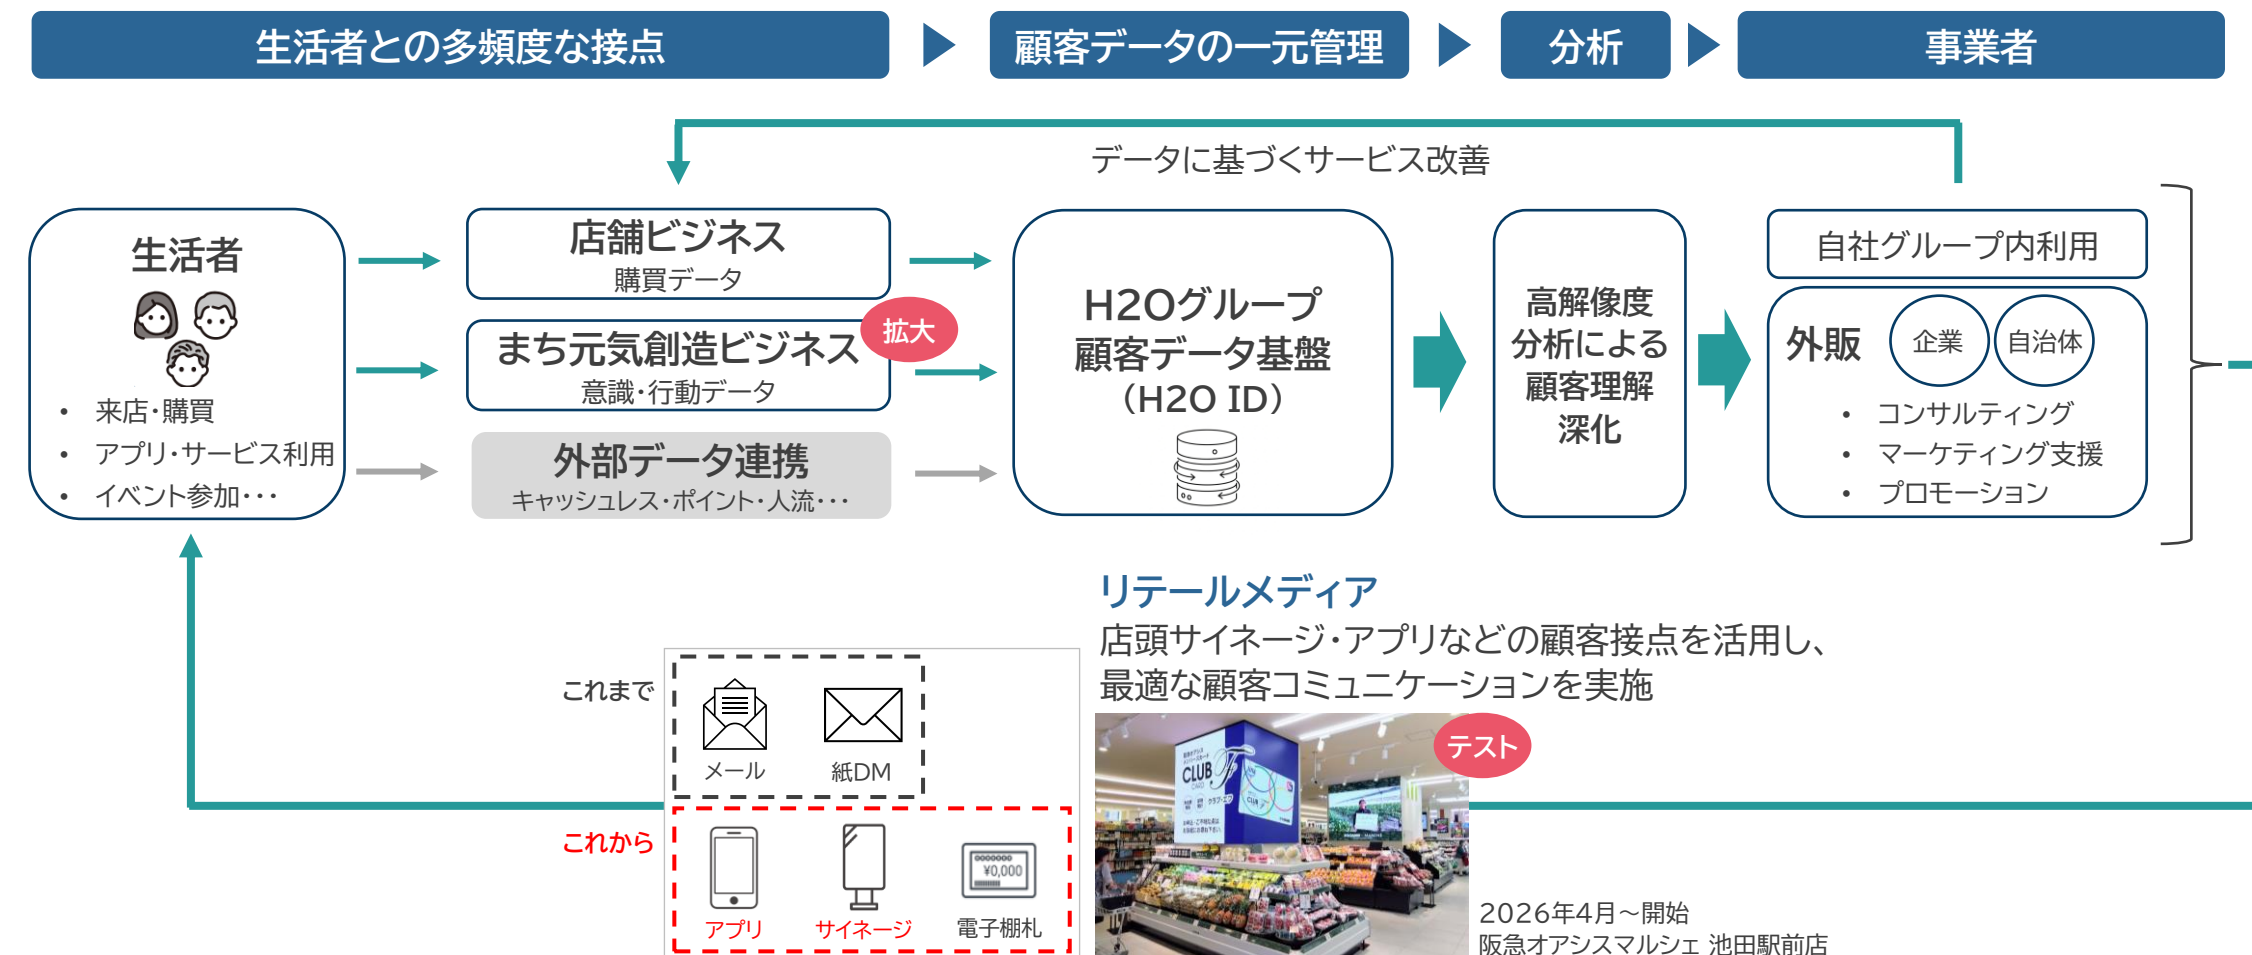 生活者との多頻度な接点
顧客データの一元管理
分析
事業者
データに基づくサービス改善
生活者
• 来店・購買
• アプリ・サービス利用
• イベント参加・・・
店舗ビジネス
購買データ
まち元気創造ビジネス
意識・行動データ
拡大
外部データ連携
キャッシュレス・ポイント・人流・・・
H2Oグループ
顧客データ基盤
（H2O ID）
高解像度
分析による
顧客理解
深化
自社グループ内利用
外販
企業
自治体
• コンサルティング
• マーケティング支援
• プロモーション
リテールメディア
店頭サイネージ・アプリなどの顧客接点を活用し、
最適な顧客コミュニケーションを実施
これまで
メール
紙DM
これから
¥0,000
アプリ
サイネージ
電子棚札
CLUB
テスト
2026年4月～開始
阪急オアシスマルシェ 池田駅前店